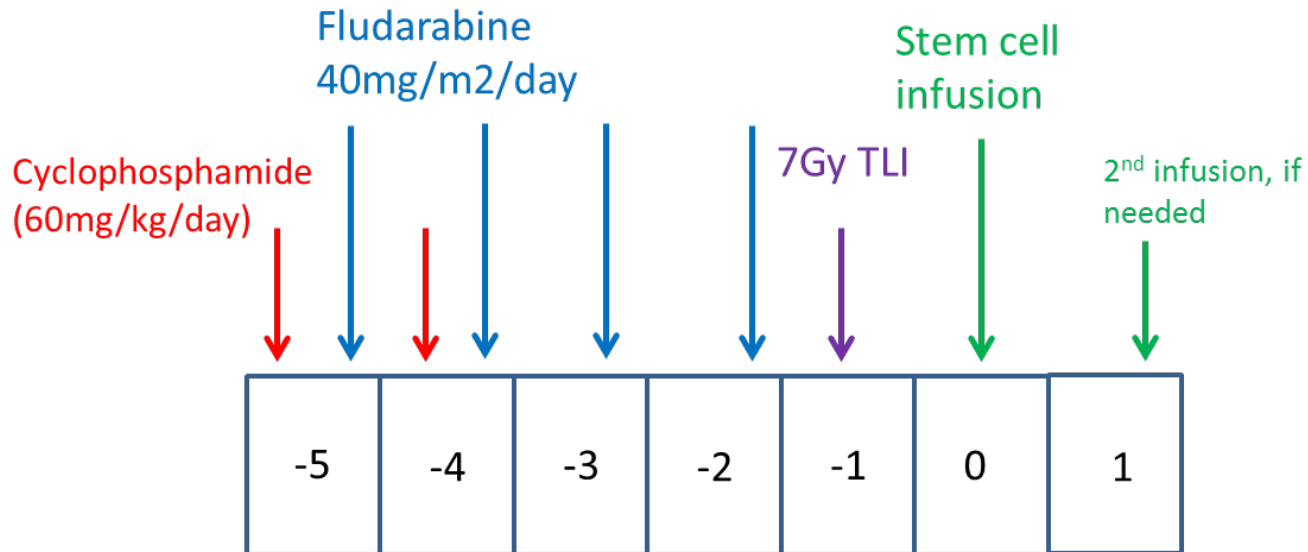 Fludarabine
40mg/m2/day
Stem cell
infusion
Cyclophosphamide
(60mg/kg/day)
7Gy TLI
2nd infusion, if
needed
-5 -4 -3 -2 -1 0 1